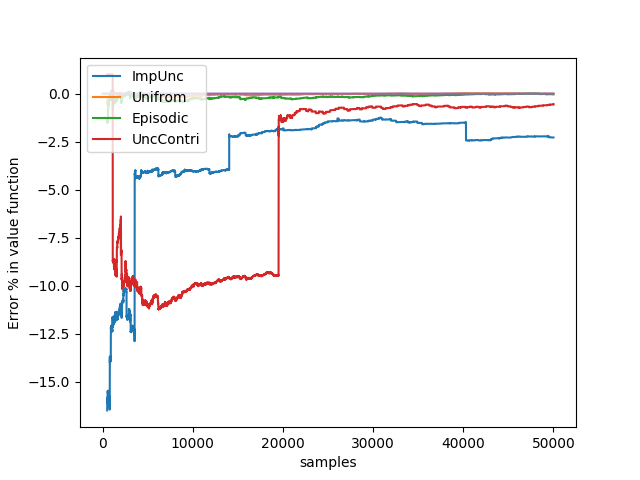 ImpUnc
Unifrom
Episodic
UncContri
0.0
−2.5
−5.0
−7.5
−10.0
−12.5
−15.0
Error % in value function
0 10000 20000 30000 40000 50000
samples